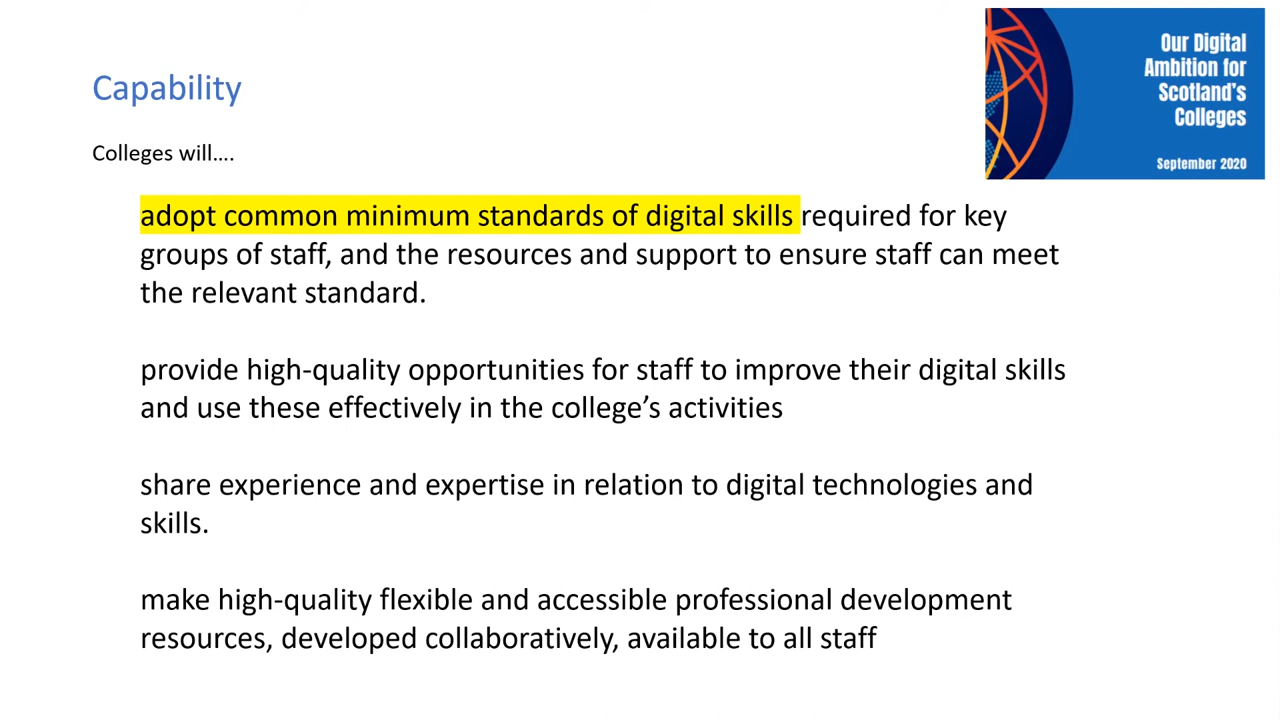 Our Digital
Ambition for
Scotland's
Colleges
September 2020
Capability
Colleges will....
adopt common minimum standards of digital skills required for key
groups of staff, and the resources and support to ensure staff can meet
the relevant standard.
provide high-quality opportunities for staff to improve their digital skills
and use these effectively in the college’s activities
share experience and expertise in relation to digital technologies and
skills.
make high-quality flexible and accessible professional development
resources, developed collaboratively, available to all staff